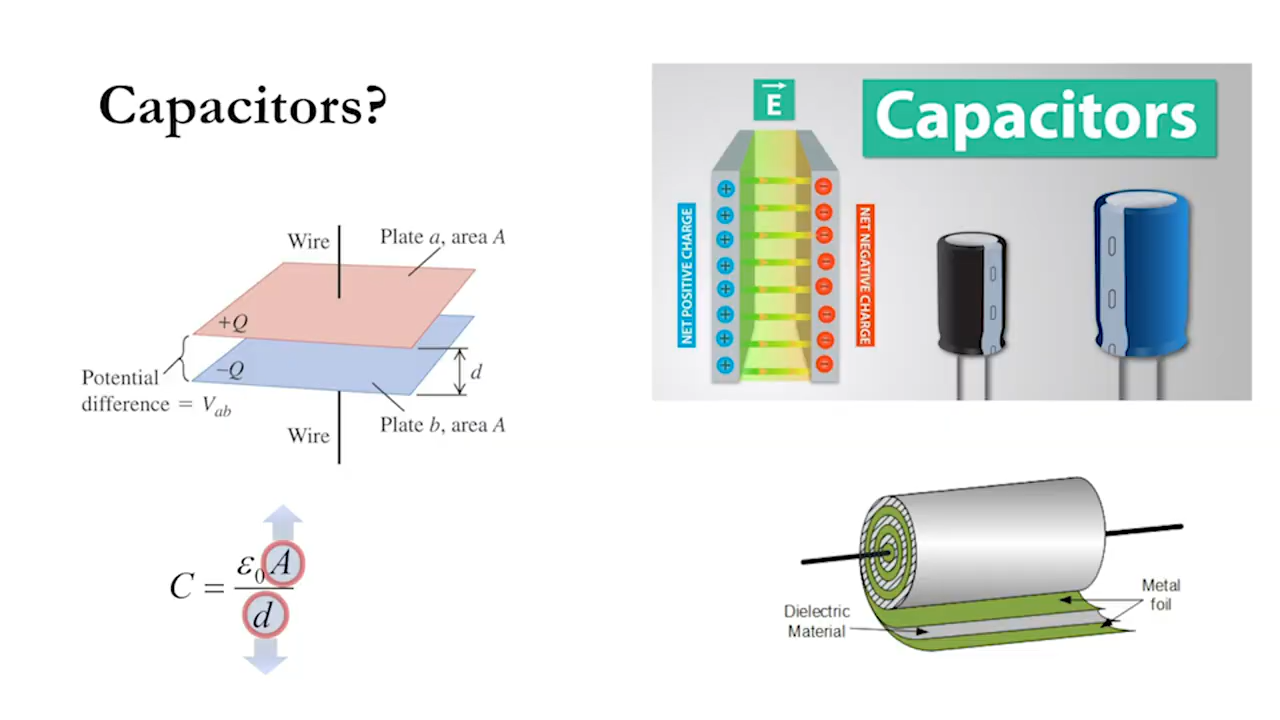 Capacitors?
Wire
Plate a, area A
+Q
−Q
d
Potential
difference = Vab
Plate b, area A
Wire
C = ε0A / d
E
Capacitors
NET POSITIVE CHARGE
NET NEGATIVE CHARGE
Dielectric
Material
Metal
foil